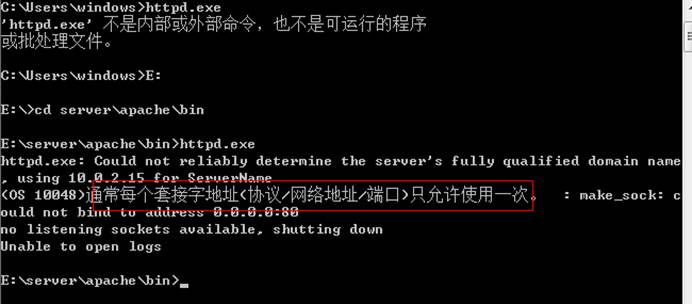 C:\Users\windows>httpd.exe
'httpd.exe' 不是内部或外部命令，也不是可运行的程序
或批处理文件。
C:\Users\windows>E:
E:\>cd server\apache\bin
E:\server\apache\bin>httpd.exe
httpd.exe: Could not reliably determine the server's fully qualified domain name
, using 10.0.2.15 for ServerName
(OS 10048)通常每个套接字地址(协议/网络地址/端口)只允许使用一次。  : make_sock: c
ould not bind to address 0.0.0.0:80
no listening sockets available, shutting down
Unable to open logs
E:\server\apache\bin>_